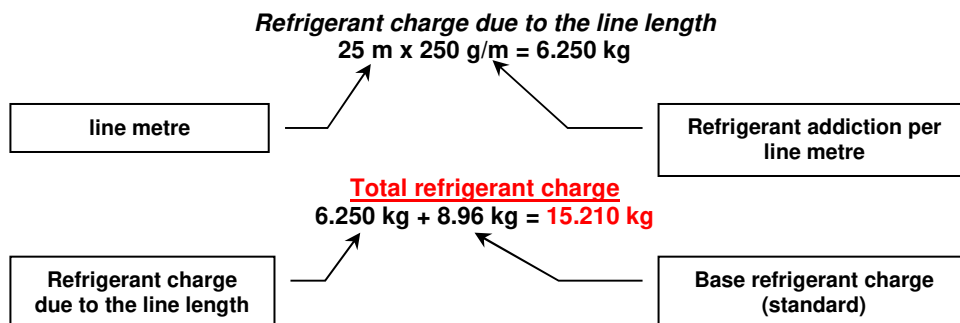 Refrigerant charge due to the line length
25 m x 250 g/m = 6.250 kg
line metre
Refrigerant addiction per
line metre
Total refrigerant charge
6.250 kg + 8.96 kg = 15.210 kg
Refrigerant charge
due to the line length
Base refrigerant charge
(standard)